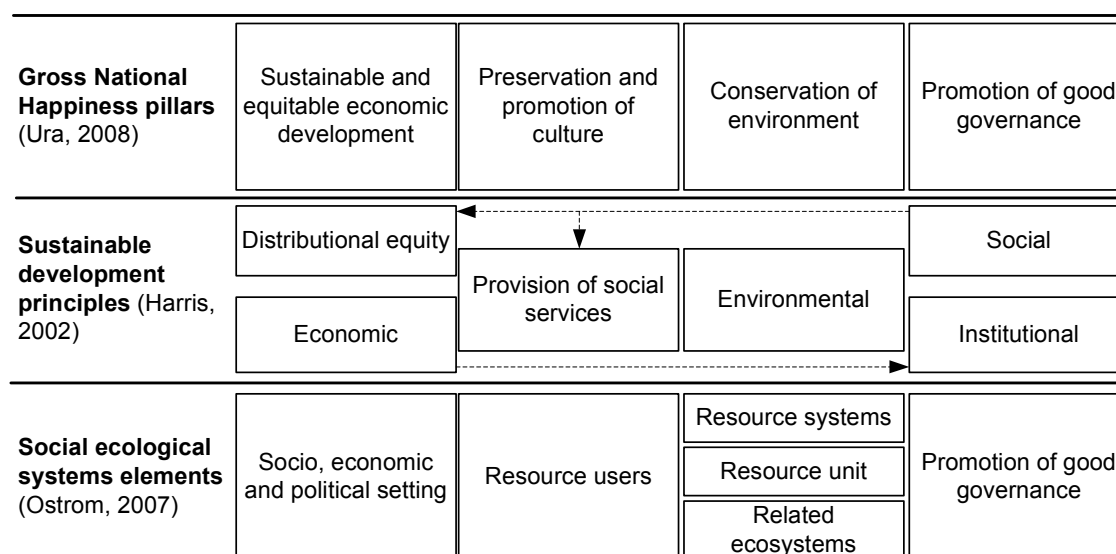 Gross National
Happiness pillars
(Ura, 2008)
Sustainable and
equitable economic
development
Preservation and
promotion of
culture
Conservation of
environment
Promotion of good
governance
Sustainable
development
principles (Harris,
2002)
Distributional equity
Economic
Provision of social
services
Environmental
Social
Institutional
Social ecological
systems elements
(Ostrom, 2007)
Socio, economic
and political setting
Resource users
Resource systems
Resource unit
Related
ecosystems
Promotion of good
governance